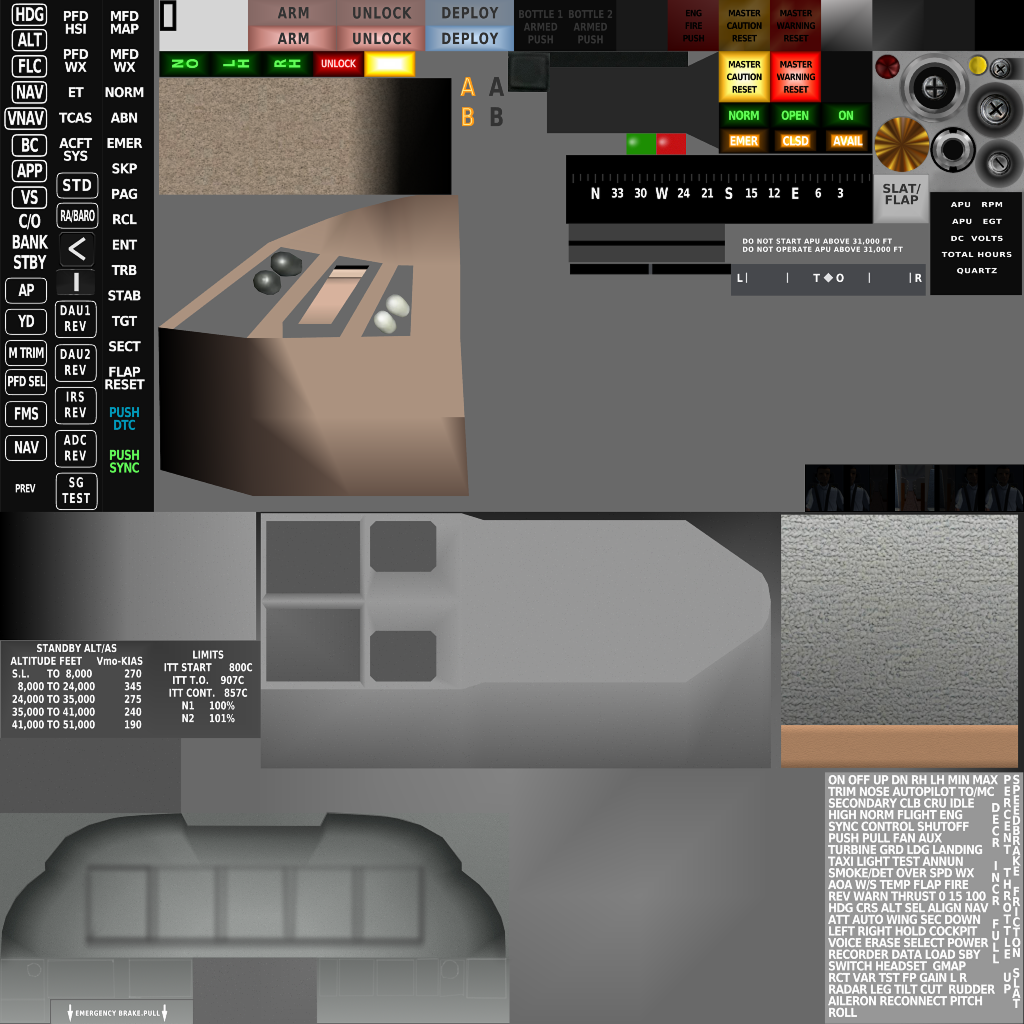 HDG
ALT
FLC
NAV
VNAV
BC
APP
VS
C/O
BANK
STBY
AP
YD
M TRIM
PFD SEL
FMS
NAV
PREV
PFD
HSI
PFD
WX
ET
TCAS
ACFT
SYS
STD
RA/BARO
<
DAU1
REV
DAU2
REV
IRS
REV
ADC
REV
SG
TEST
MFD
MAP
MFD
WX
NORM
ABN
EMER
SKP
PAG
RCL
ENT
TRB
STAB
TGT
SECT
FLAP
RESET
PUSH
DTC
PUSH
SYNC
ARM UNLOCK DEPLOY
ARM UNLOCK DEPLOY
NO LH RH UNLOCK
A A
B B
BOTTLE 1 BOTTLE 2
ARMED ARMED
PUSH PUSH
ENG
FIRE
PUSH
MASTER
CAUTION
RESET
MASTER
WARNING
RESET
MASTER
CAUTION
RESET
MASTER
WARNING
RESET
NORM OPEN ON
EMER CLSD AVAIL
N 33 30 W 24 21 S 15 12 E 6 3
SLAT/
FLAP
APU RPM
APU EGT
DC VOLTS
TOTAL HOURS
QUARTZ
DO NOT START APU ABOVE 31,000 FT
DO NOT OPERATE APU ABOVE 31,000 FT
L T◆O R
STANDBY ALT/AS
ALTITUDE FEET Vmo-KIAS
S.L. TO 8,000 270
8,000 TO 24,000 345
24,000 TO 35,000 275
35,000 TO 41,000 240
41,000 TO 51,000 190
LIMITS
ITT START 800C
ITT T.O. 907C
ITT CONT. 857C
N1 100%
N2 101%
EMERGENCY BRAKE.PULL
ON OFF UP DN RH LH MIN MAX
TRIM NOSE AUTOPILOT TO/MC
SECONDARY CLB CRU IDLE
HIGH NORM FLIGHT ENG
SYNC CONTROL SHUTOFF
PUSH PULL FAN AUX
TURBINE GRD LDG LANDING
TAXI LIGHT TEST ANNUN
SMOKE/DET OVER SPD WX
AOA W/S TEMP FLAP FIRE
REV WARN THRUST 0 15 100
HDG CRS ALT SEL ALIGN NAV
ATT AUTO WING SEC DOWN
LEFT RIGHT HOLD COCKPIT
VOICE ERASE SELECT POWER
RECORDER DATA LOAD SBY
SWITCH HEADSET GMAP
RCT VAR TST FP GAIN L R
RADAR LEG TILT CUT RUDDER
AILERON RECONNECT PITCH
ROLL
DECR INCR FULL
PERCENT THROTTLE UP
SPEEDBRAKE FRICTION SLAT